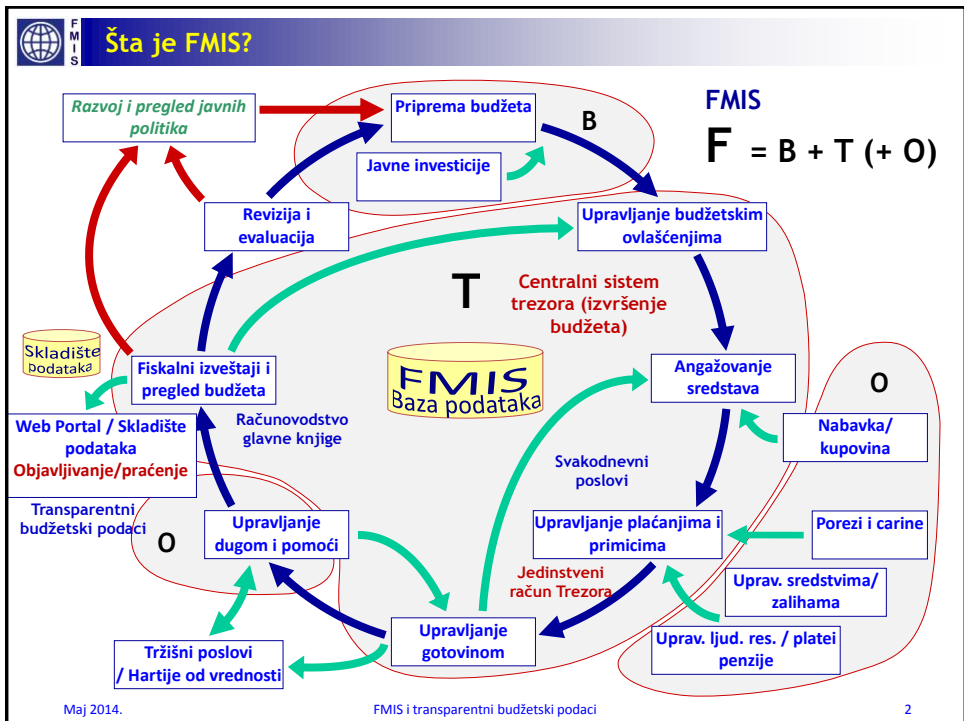 FMIS
Šta je FMIS?
Razvoj i pregled javnih
politika
Priprema budžeta
B
Javne investicije
FMIS
F = B + T (+ O)
Revizija i
evaluacija
Upravljanje budžetskim
ovlašćenjima
T
Centralni sistem
trezora (izvršenje
budžeta)
Skladište
podataka
Fiskalni izveštaji i
pregled budžeta
FMIS
Baza podataka
Angažovanje
sredstava
O
Web Portal / Skladište
podataka
Objavljivanje/praćenje
Računovodstvo
glavne knjige
Nabavka/
kupovina
Svakodnevni
poslovi
Transparentni
budžetski podaci
O
Upravljanje
dugom i pomoći
Upravljanje plaćanjima i
primicima
Porezi i carine
Jedinstveni
račun Trezora
Uprav. sredstvima/
zalihama
Upravljanje
gotovinom
Uprav. ljud. res. / platei
penzije
Tržišni poslovi
/ Hartije od vrednosti
Maj 2014.
FMIS i transparentni budžetski podaci
2